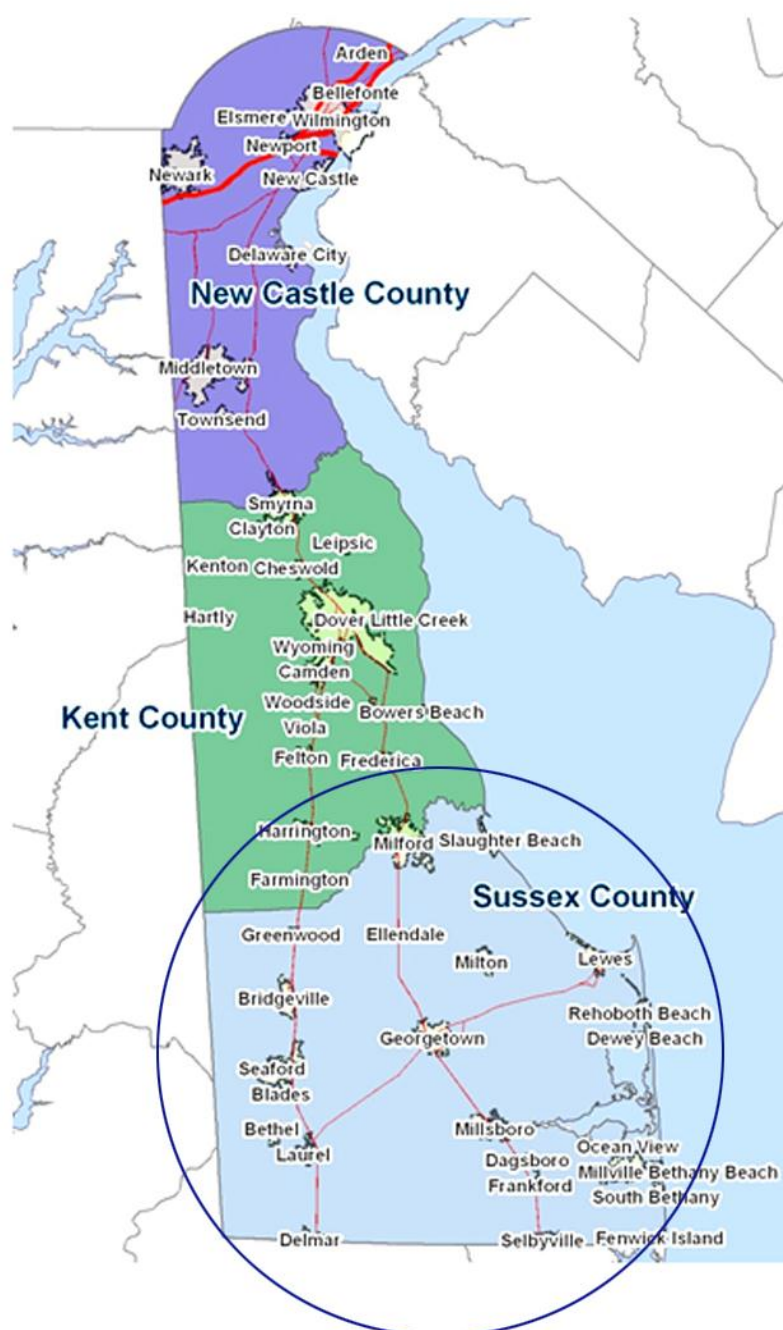 Arden
Bellefonte
Elsmere
Wilmington
Newport
Newark
New Castle
Delaware City
New Castle County
Middletown
Townsend
Smyrna
Clayton
Leipsic
Kenton
Cheswold
Hartly
Dover
Little Creek
Wyoming
Camden
Woodside
Bowers Beach
Kent County
Viola
Felton
Frederica
Harrington
Milford
Slaughter Beach
Farmington
Sussex County
Greenwood
Ellendale
Milton
Lewes
Bridgeville
Rehoboth Beach
Georgetown
Dewey Beach
Seaford
Blades
Bethel
Millsboro
Laurel
Ocean View
Dagsboro
Millville
Bethany Beach
Frankford
South Bethany
Delmar
Selbyville
Fenwick Island